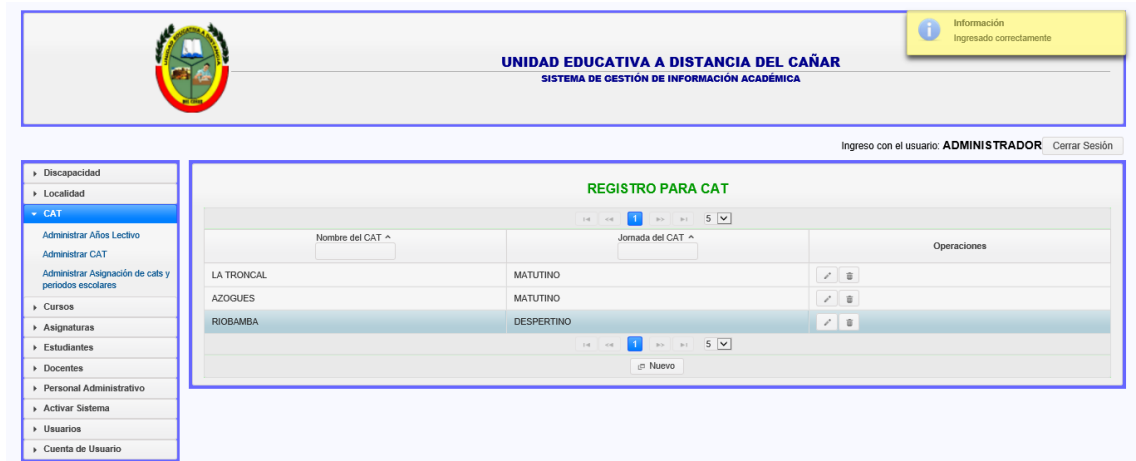 Información
Ingresado correctamente
UNIDAD EDUCATIVA A DISTANCIA DEL CAÑAR
SISTEMA DE GESTIÓN DE INFORMACIÓN ACADÉMICA
Ingreso con el usuario: ADMINISTRADOR Cerrar Sesión
Discapacidad
Localidad
CAT
Administrar Años Lectivo
Administrar CAT
Administrar Asignación de cats y
periodos escolares
Cursos
Asignaturas
Estudiantes
Docentes
Personal Administrativo
Activar Sistema
Usuarios
Cuenta de Usuario
REGISTRO PARA CAT
1 5
Nombre del CAT Jornada del CAT Operaciones
LA TRONCAL MATUTINO
AZOGUES MATUTINO
RIOBAMBA DESPERTINO
1 5
Nuevo